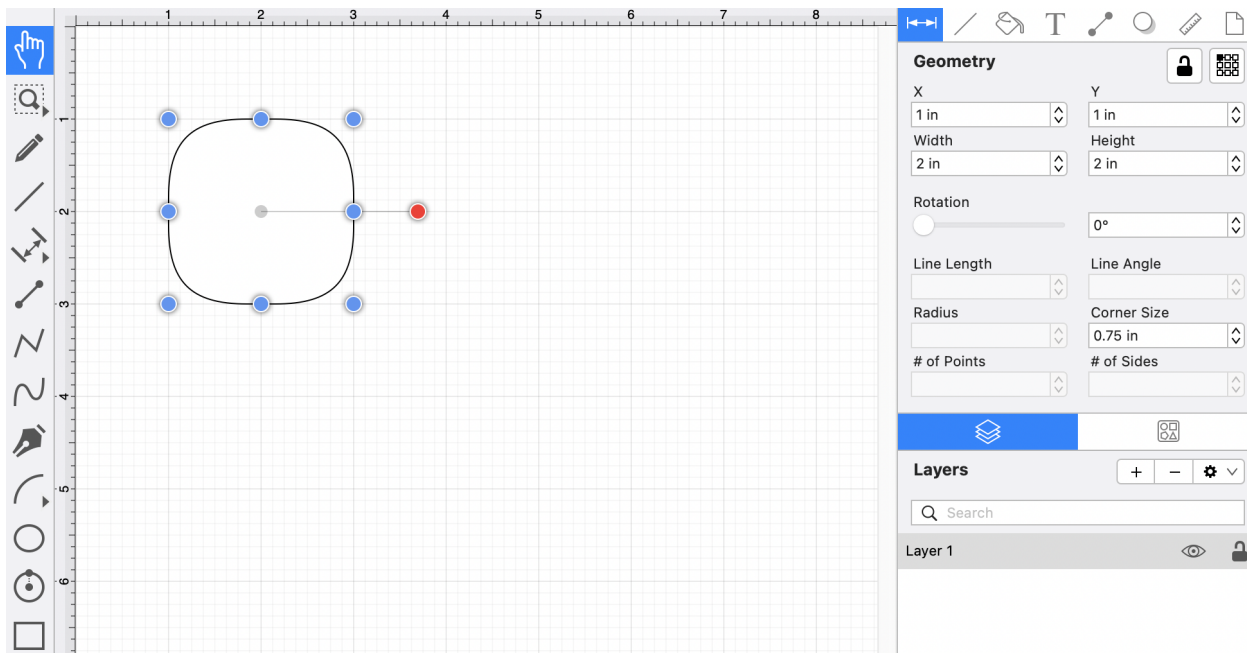 1 2 3 4 5 6 7 8
1
2
3
4
5
6
T
Geometry
X Y
1 in 1 in
Width Height
2 in 2 in
Rotation
0°
Line Length Line Angle
Radius Corner Size
0.75 in
# of Points # of Sides
Layers
Search
Layer 1